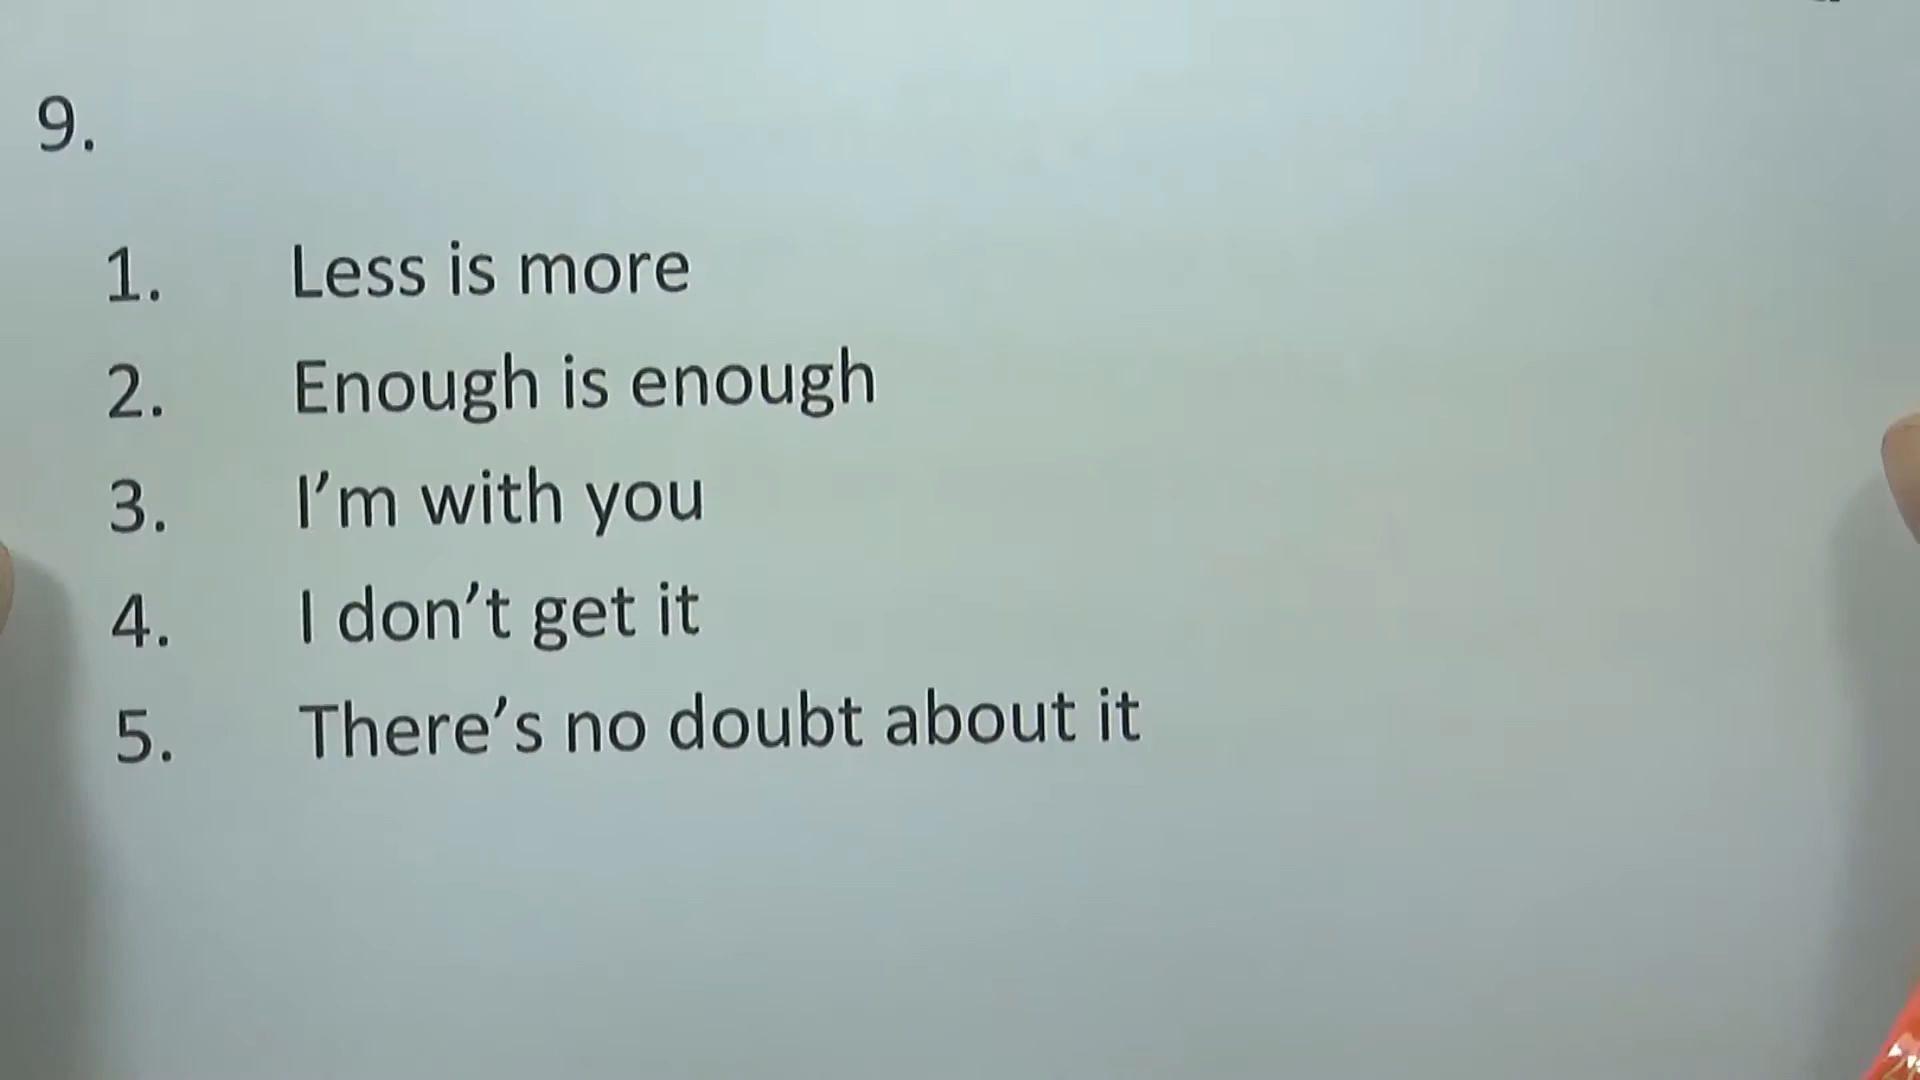 9.
1. Less is more
2. Enough is enough
3. I’m with you
4. I don’t get it
5. There’s no doubt about it